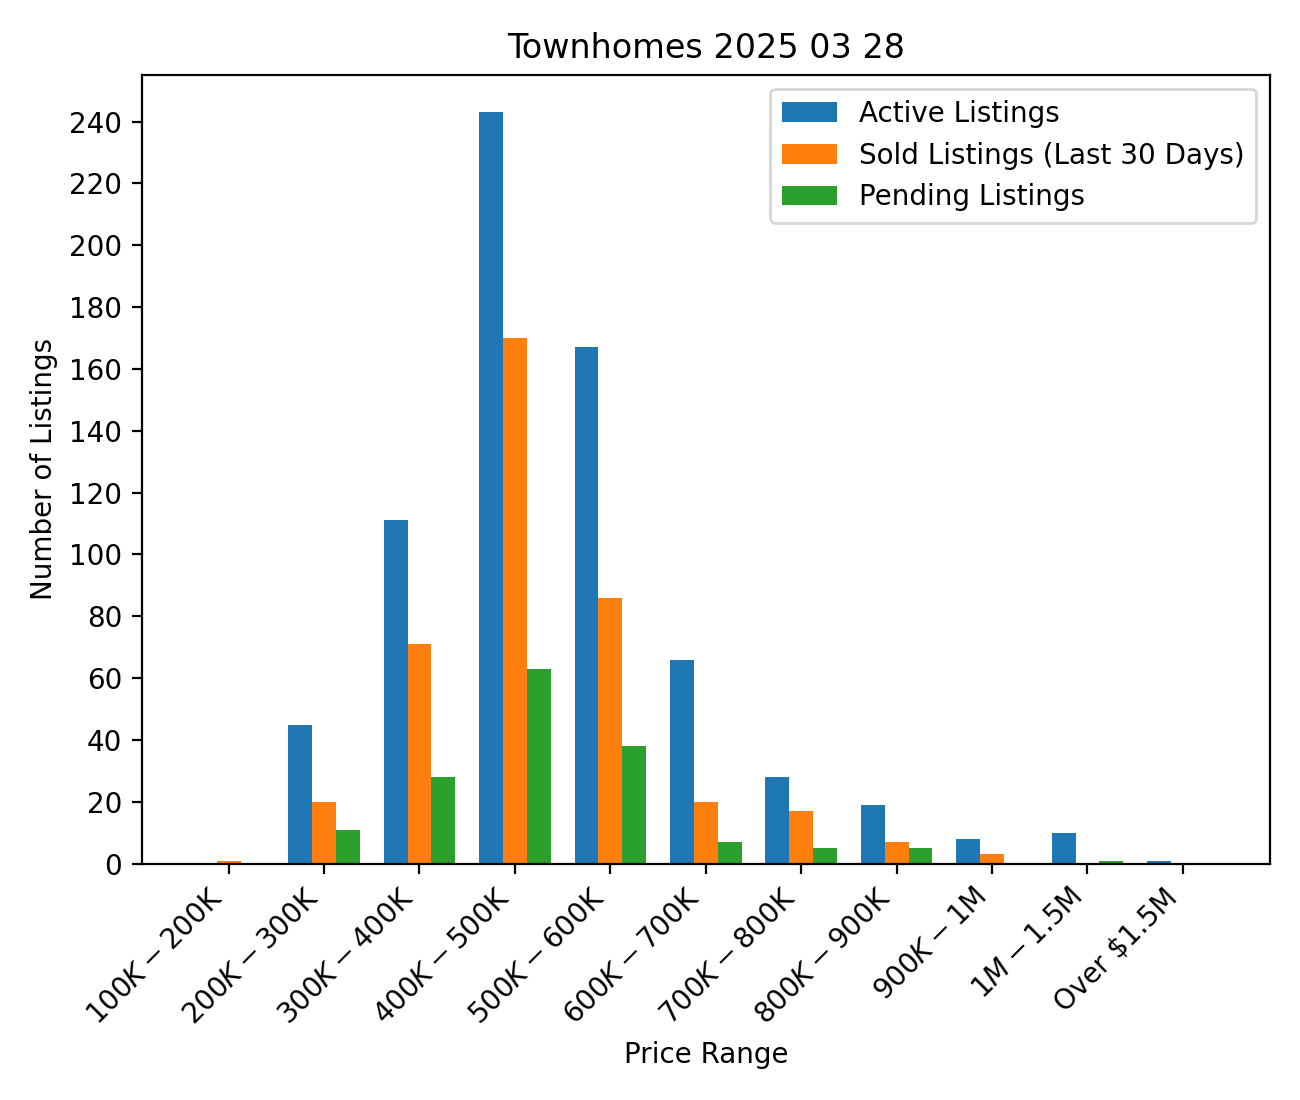 Townhomes 2025 03 28
Active Listings
Sold Listings (Last 30 Days)
Pending Listings
Number of Listings
240
220
200
180
160
140
120
100
80
60
40
20
0
100K − 200K
200K − 300K
300K − 400K
400K − 500K
500K − 600K
600K − 700K
700K − 800K
800K − 900K
900K − 1M
1M − 1.5M
Over $1.5M
Price Range